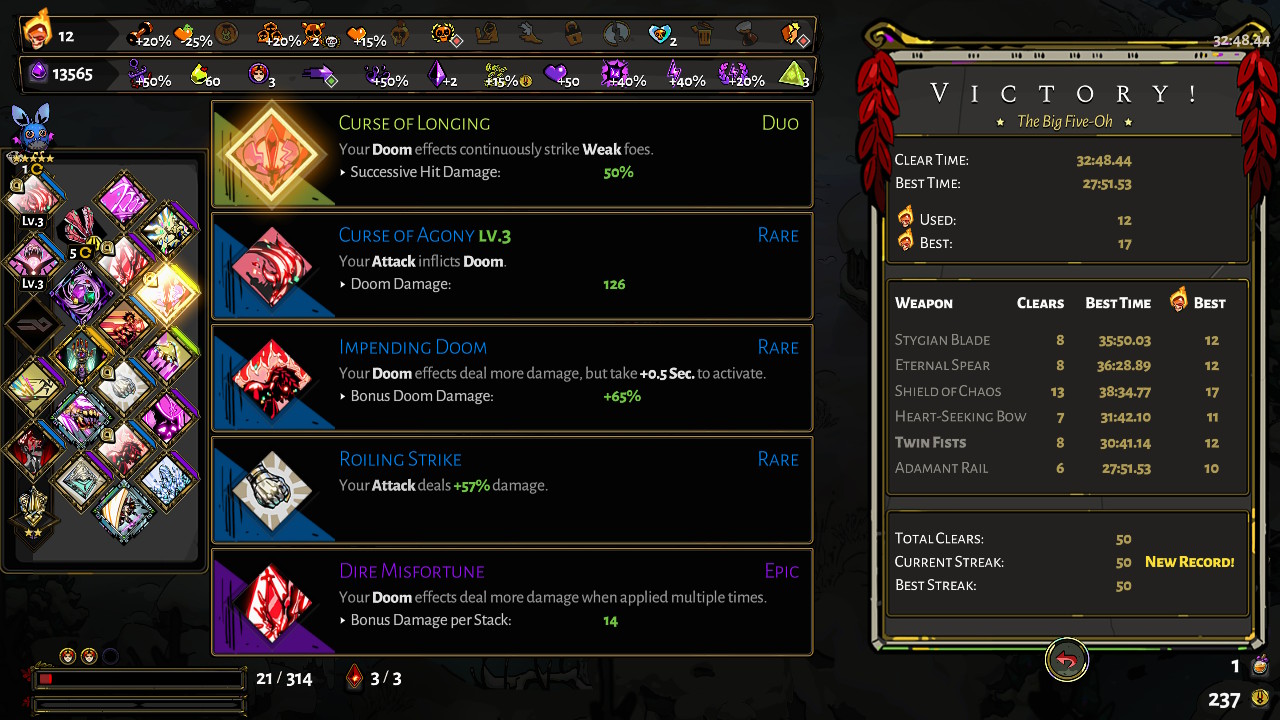 12
+20%
-25%
+20%
2
+15%
2
13565
+50%
60
3
+50%
+2
+15%
+50
+40%
+40%
+20%
3
1
Lv.3
5
Lv.3
CURSE OF LONGING DUO
Your Doom effects continuously strike Weak foes.
Successive Hit Damage: 50%
CURSE OF AGONY LV.3 RARE
Your Attack inflicts Doom.
Doom Damage: 126
IMPENDING DOOM RARE
Your Doom effects deal more damage, but take +0.5 Sec. to activate.
Bonus Doom Damage: +65%
ROILING STRIKE RARE
Your Attack deals +57% damage.
DIRE MISFORTUNE EPIC
Your Doom effects deal more damage when applied multiple times.
Bonus Damage per Stack: 14
21 / 314
3 / 3
32:48.44
VICTORY!
The Big Five-Oh
CLEAR TIME: 32:48.44
BEST TIME: 27:51.53
USED: 12
BEST: 17
WEAPON CLEARS BEST TIME BEST
STYGIAN BLADE 8 35:50.03 12
ETERNAL SPEAR 8 36:28.89 12
SHIELD OF CHAOS 13 38:34.77 17
HEART-SEEKING BOW 7 31:42.10 11
TWIN FISTS 8 30:41.14 12
ADAMANT RAIL 6 27:51.53 10
TOTAL CLEARS: 50
CURRENT STREAK: 50 NEW RECORD!
BEST STREAK: 50
1
237